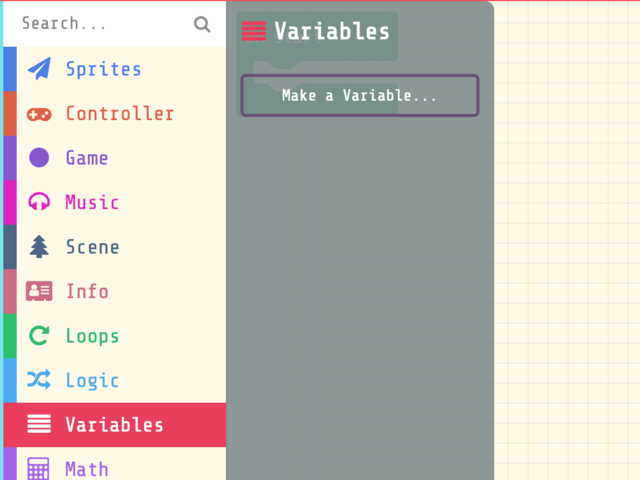 Search...
Sprites
Controller
Game
Music
Scene
Info
Loops
Logic
Variables
Math
Variables
Make a Variable...